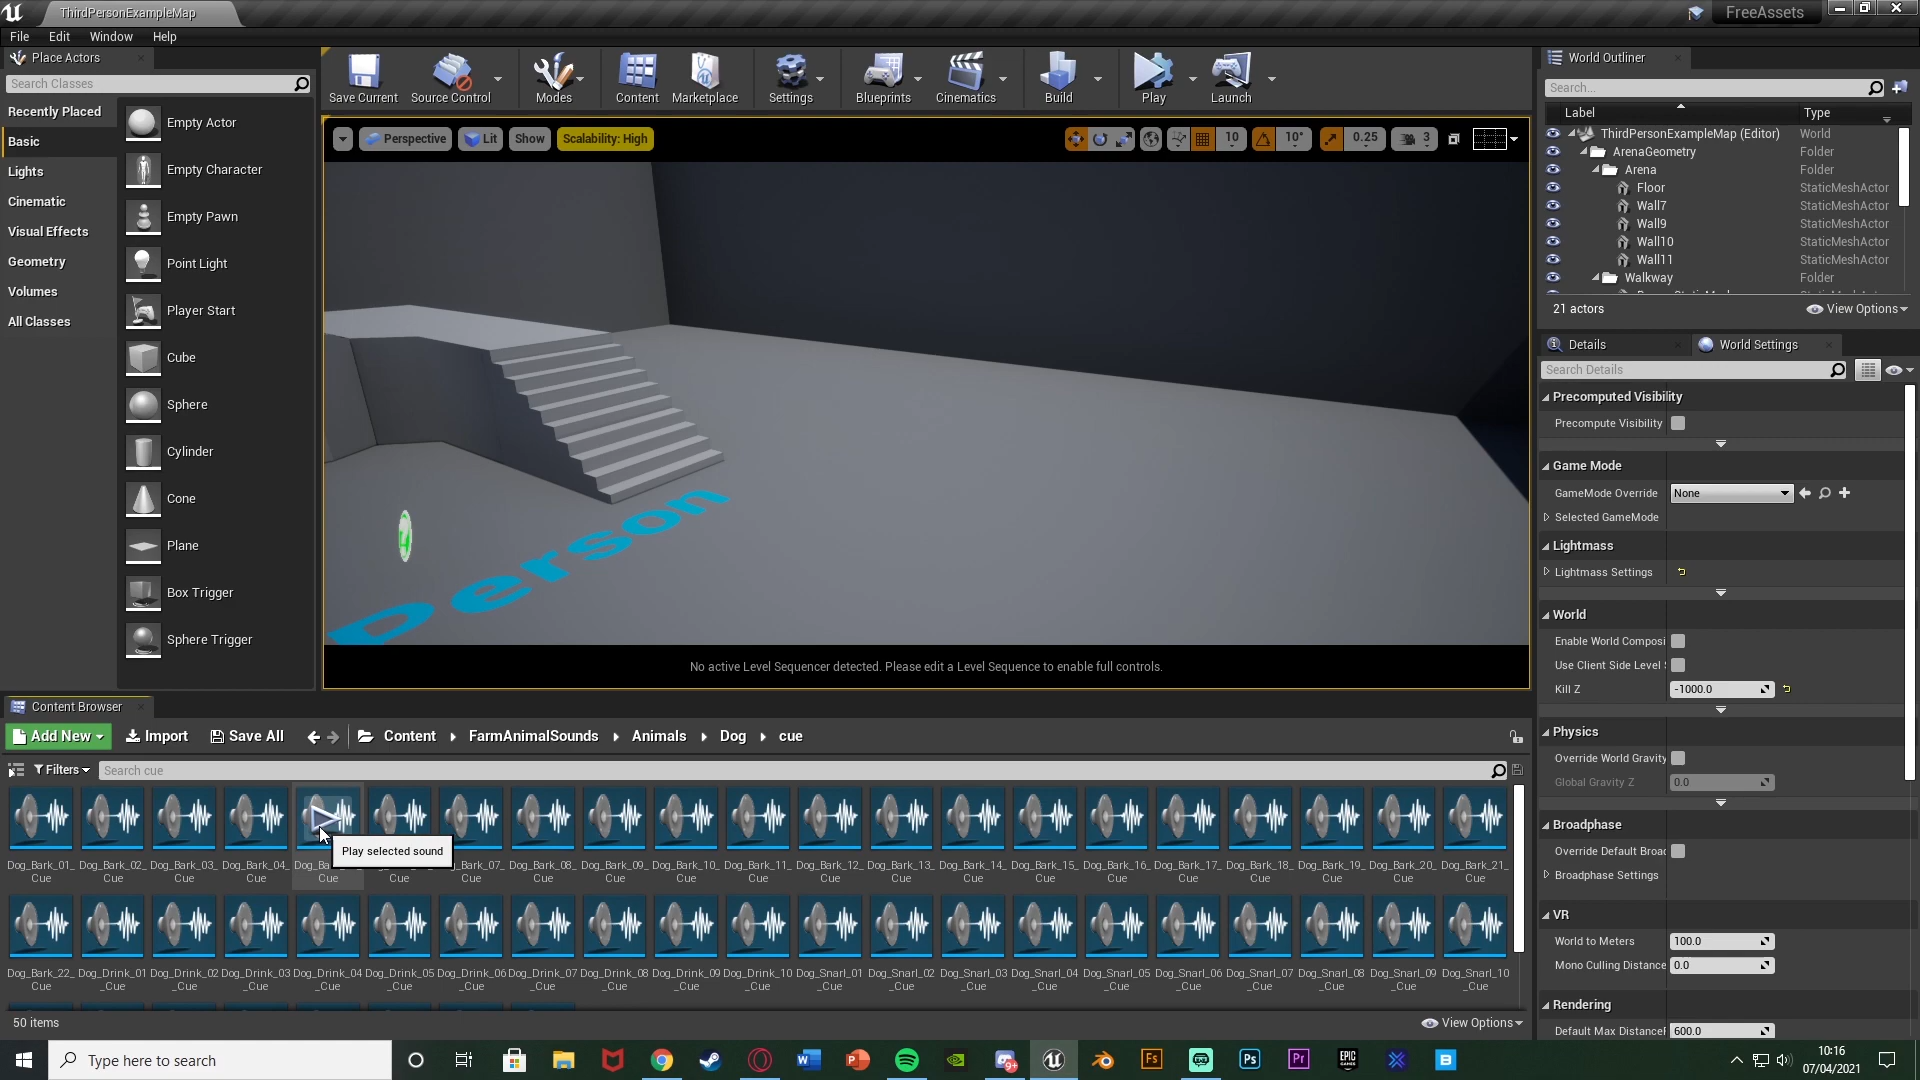 ThirdPersonExampleMap
FreeAssets
File Edit Window Help
Place Actors
Search Classes
Recently Placed
Basic
Lights
Cinematic
Visual Effects
Geometry
Volumes
All Classes
Empty Actor
Empty Character
Empty Pawn
Point Light
Player Start
Cube
Sphere
Cylinder
Cone
Plane
Box Trigger
Sphere Trigger
Save Current Source Control Modes Content Marketplace Settings Blueprints Cinematics Build Play Launch
Perspective Lit Show Scalability: High 10 10° 0.25 3
Person
No active Level Sequencer detected. Please edit a Level Sequence to enable full controls.
World Outliner
Search...
Label Type
ThirdPersonExampleMap (Editor) World
ArenaGeometry Folder
Arena Folder
Floor StaticMeshActor
Wall7 StaticMeshActor
Wall9 StaticMeshActor
Wall10 StaticMeshActor
Wall11 StaticMeshActor
Walkway Folder
21 actors View Options
Details World Settings
Search Details
Precomputed Visibility
Precompute Visibility
Game Mode
GameMode Override None
Selected GameMode
Lightmass
Lightmass Settings
World
Enable World Composi
Use Client Side Level
Kill Z -1000.0
Physics
Override World Gravity
Global Gravity Z 0.0
Broadphase
Override Default Broad
Broadphase Settings
VR
World to Meters 100.0
Mono Culling Distance 0.0
Rendering
Default Max DistanceF 600.0
Content Browser
Add New Import Save All Content FarmAnimalSounds Animals Dog cue
Filters Search cue
Play selected sound
Dog_Bark_01_ Dog_Bark_02_ Dog_Bark_03_ Dog_Bark_04_ Dog_Ba Bark_07_ Dog_Bark_08_ Dog_Bark_09_ Dog_Bark_10_ Dog_Bark_11_ Dog_Bark_12_ Dog_Bark_13_ Dog_Bark_14_ Dog_Bark_15_ Dog_Bark_16_ Dog_Bark_17_ Dog_Bark_18_ Dog_Bark_19_ Dog_Bark_20_ Dog_Bark_21_
Cue Cue Cue Cue Cue Cue Cue Cue Cue Cue Cue Cue Cue Cue Cue Cue Cue Cue Cue Cue Cue
Dog_Bark_22_ Dog_Drink_01 Dog_Drink_02 Dog_Drink_03 Dog_Drink_04 Dog_Drink_05 Dog_Drink_06 Dog_Drink_07 Dog_Drink_08 Dog_Drink_09 Dog_Drink_10 Dog_Snarl_01 Dog_Snarl_02 Dog_Snarl_03 Dog_Snarl_04 Dog_Snarl_05 Dog_Snarl_06 Dog_Snarl_07 Dog_Snarl_08 Dog_Snarl_09 Dog_Snarl_10
Cue _Cue _Cue _Cue _Cue _Cue _Cue _Cue _Cue _Cue _Cue _Cue _Cue _Cue _Cue _Cue _Cue _Cue _Cue _Cue _Cue
50 items View Options
Type here to search
10:16
07/04/2021